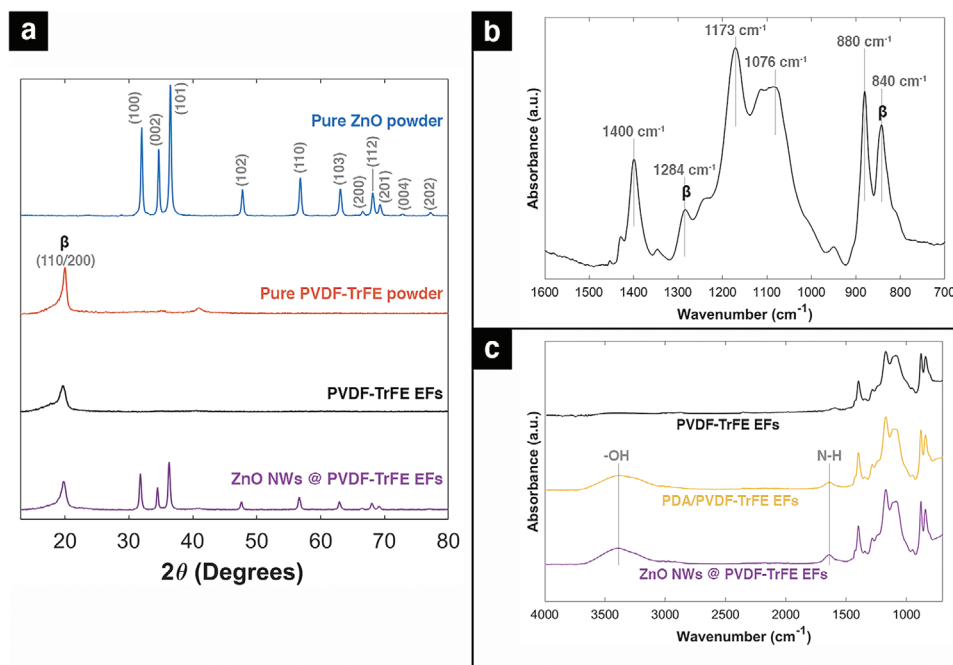 a
(100)
(002)
(101)
Pure ZnO powder
(102)
(110)
(103)
(200)
(112)
(201)
(004)
(202)
β
(110/200)
Pure PVDF-TrFE powder
PVDF-TrFE EFs
ZnO NWs @ PVDF-TrFE EFs
20 30 40 50 60 70 80
2θ (Degrees)
b
1173 cm⁻¹
1076 cm⁻¹
880 cm⁻¹
840 cm⁻¹
β
1400 cm⁻¹
1284 cm⁻¹
β
Absorbance (a.u.)
1600 1500 1400 1300 1200 1100 1000 900 800 700
Wavenumber (cm⁻¹)
c
PVDF-TrFE EFs
-OH
N-H
PDA/PVDF-TrFE EFs
ZnO NWs @ PVDF-TrFE EFs
Absorbance (a.u.)
4000 3500 3000 2500 2000 1500 1000
Wavenumber (cm⁻¹)